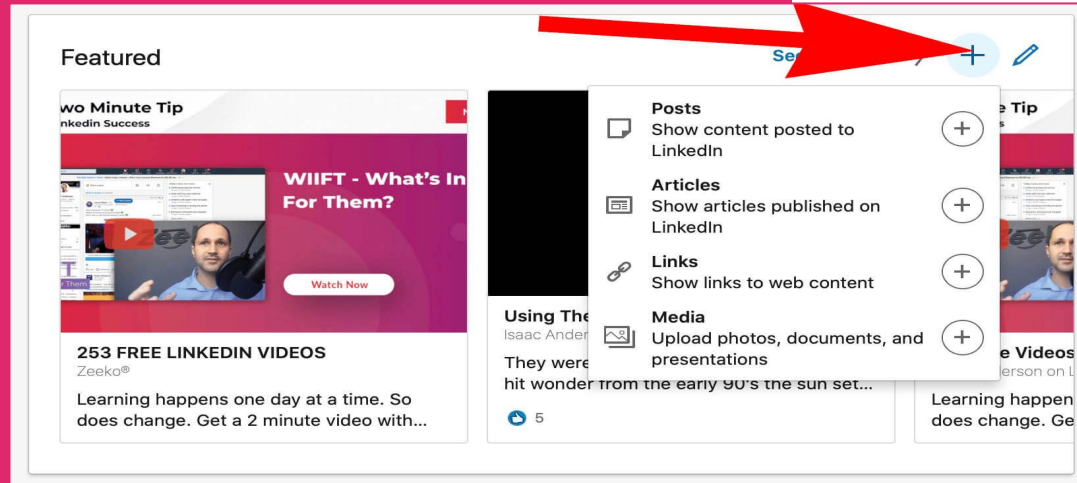 Featured
Se
wo Minute Tip
nkedin Success
WIIFT - What's In
For Them?
Watch Now
253 FREE LINKEDIN VIDEOS
Zeeko®
Learning happens one day at a time. So
does change. Get a 2 minute video with...
Using The
Isaac Ander
They were
hit wonder from the early 90's the sun set...
5
Posts
Show content posted to
LinkedIn
Articles
Show articles published on
LinkedIn
Links
Show links to web content
Media
Upload photos, documents, and
presentations
e Tip
s
e Videos
erson on L
Learning happen
does change. Ge